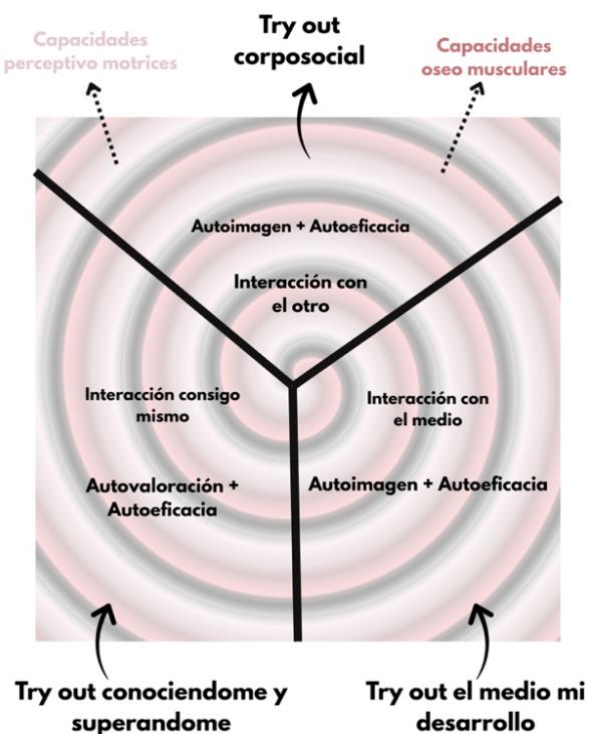 Try out
corposocial
Capacidades
perceptivo motrices
Capacidades
oseo musculares
Autoimagen + Autoeficacia
Interacción con
el otro
Interacción consigo
mismo
Interacción con
el medio
Autovaloración +
Autoeficacia
Autoimagen + Autoeficacia
Try out conociendome y
superandome
Try out el medio mi
desarrollo